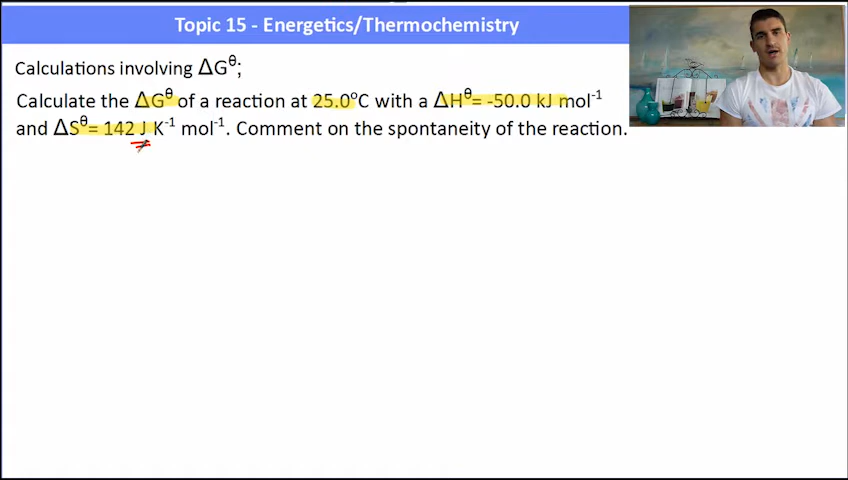 Topic 15 - Energetics/Thermochemistry
Calculations involving ΔG^θ;
Calculate the ΔG^θ of a reaction at 25.0°C with a ΔH^θ= -50.0 kJ mol⁻¹
and ΔS^θ= 142 J K⁻¹ mol⁻¹. Comment on the spontaneity of the reaction.